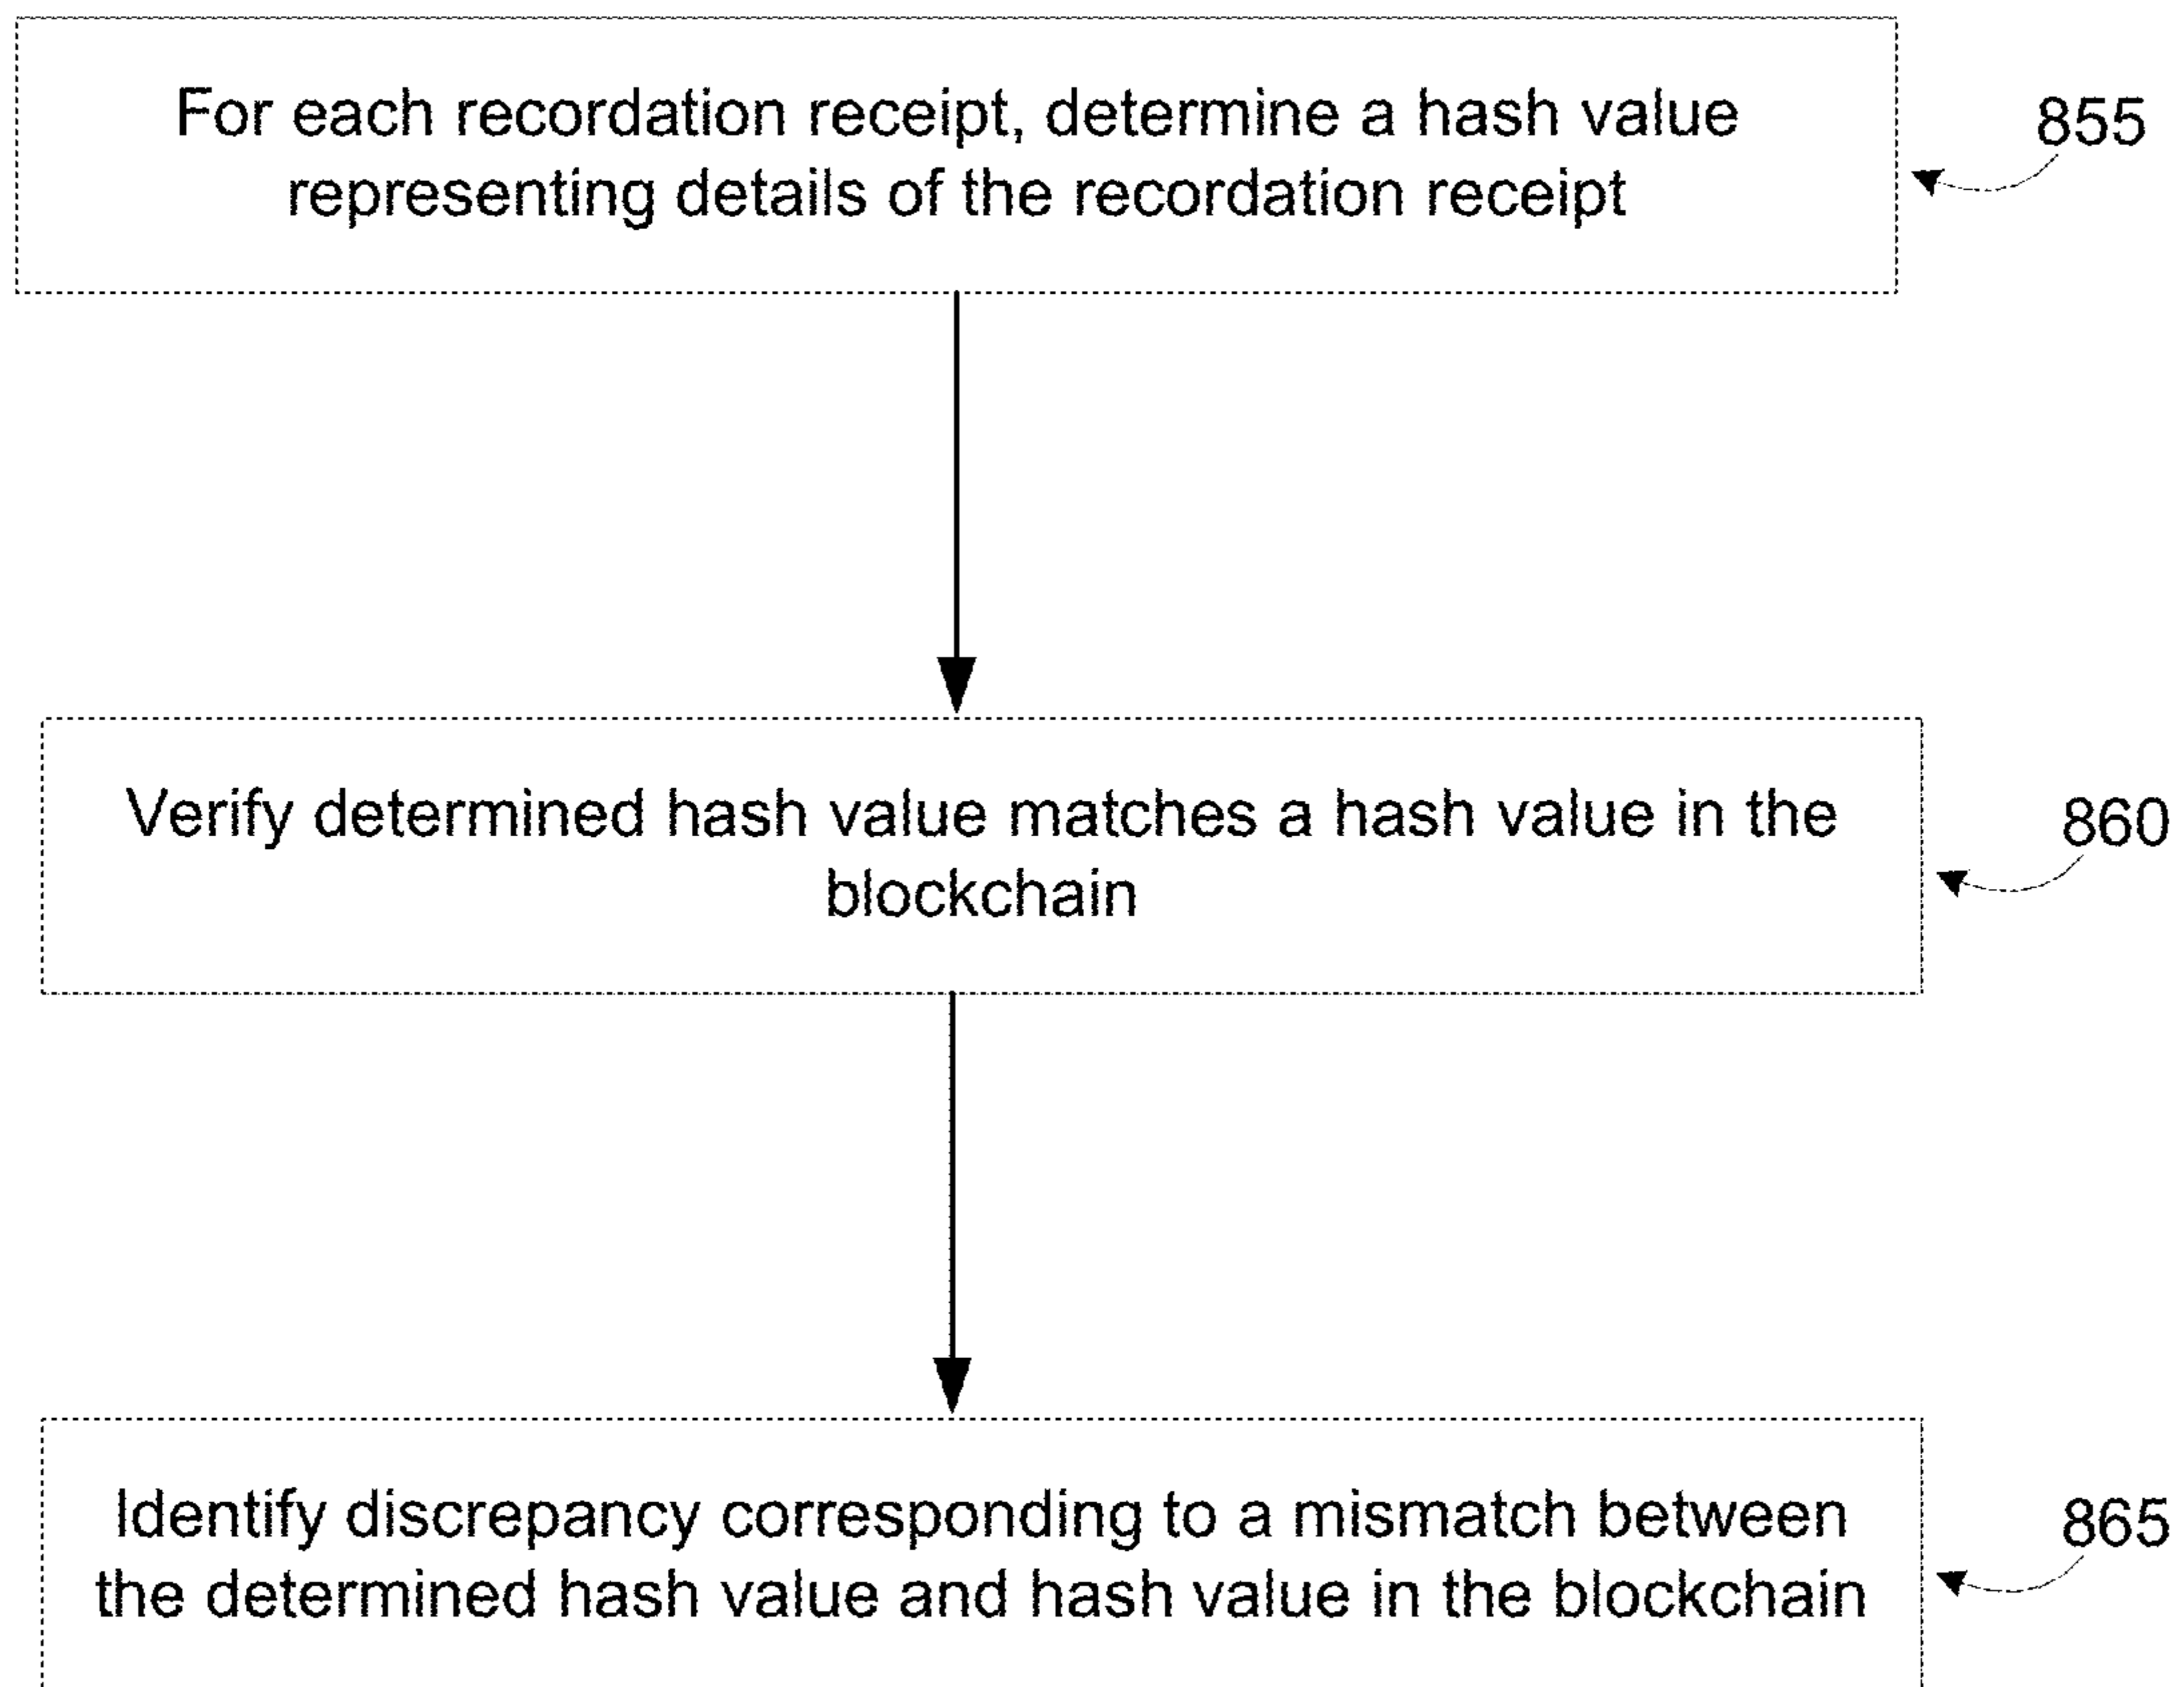 For each recordation receipt, determine a hash value
representing details of the recordation receipt
855
Verify determined hash value matches a hash value in the
blockchain
860
Identify discrepancy corresponding to a mismatch between
the determined hash value and hash value in the blockchain
865